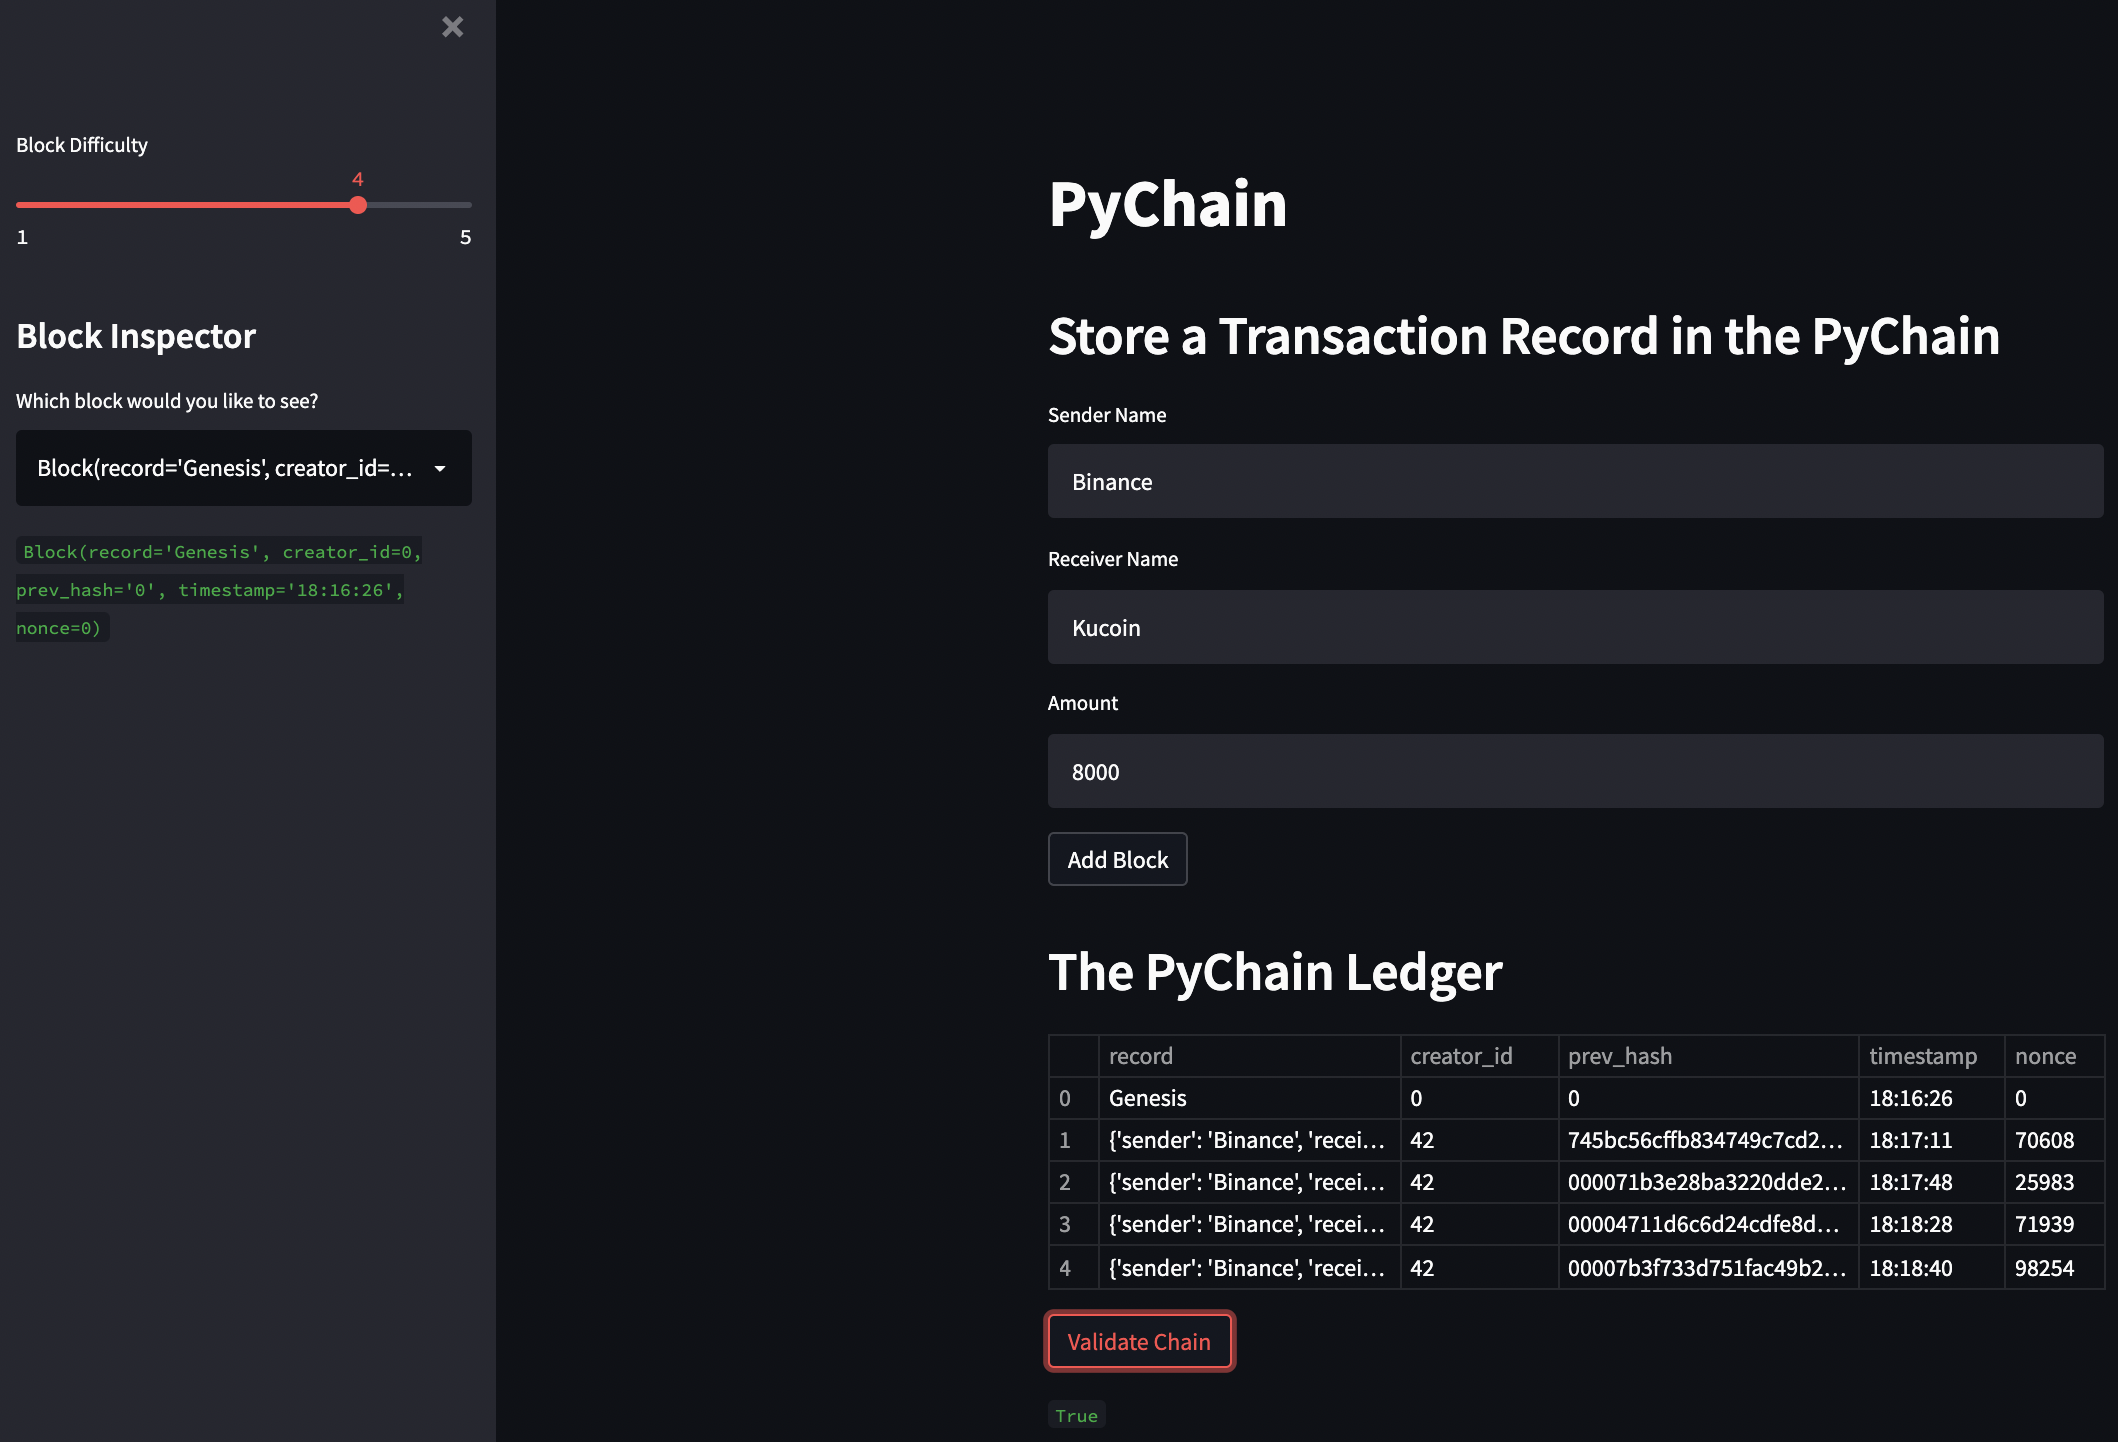 Block Difficulty
4
1 5
Block Inspector
Which block would you like to see?
Block(record='Genesis', creator_id=...
Block(record='Genesis', creator_id=0,
prev_hash='0', timestamp='18:16:26',
nonce=0)
PyChain
Store a Transaction Record in the PyChain
Sender Name
Binance
Receiver Name
Kucoin
Amount
8000
Add Block
The PyChain Ledger
record creator_id prev_hash timestamp nonce
0 Genesis 0 0 18:16:26 0
1 {'sender': 'Binance', 'recei... 42 745bc56cffb834749c7cd2... 18:17:11 70608
2 {'sender': 'Binance', 'recei... 42 000071b3e28ba3220dde2... 18:17:48 25983
3 {'sender': 'Binance', 'recei... 42 00004711d6c6d24cdfe8d... 18:18:28 71939
4 {'sender': 'Binance', 'recei... 42 00007b3f733d751fac49b2... 18:18:40 98254
Validate Chain
True